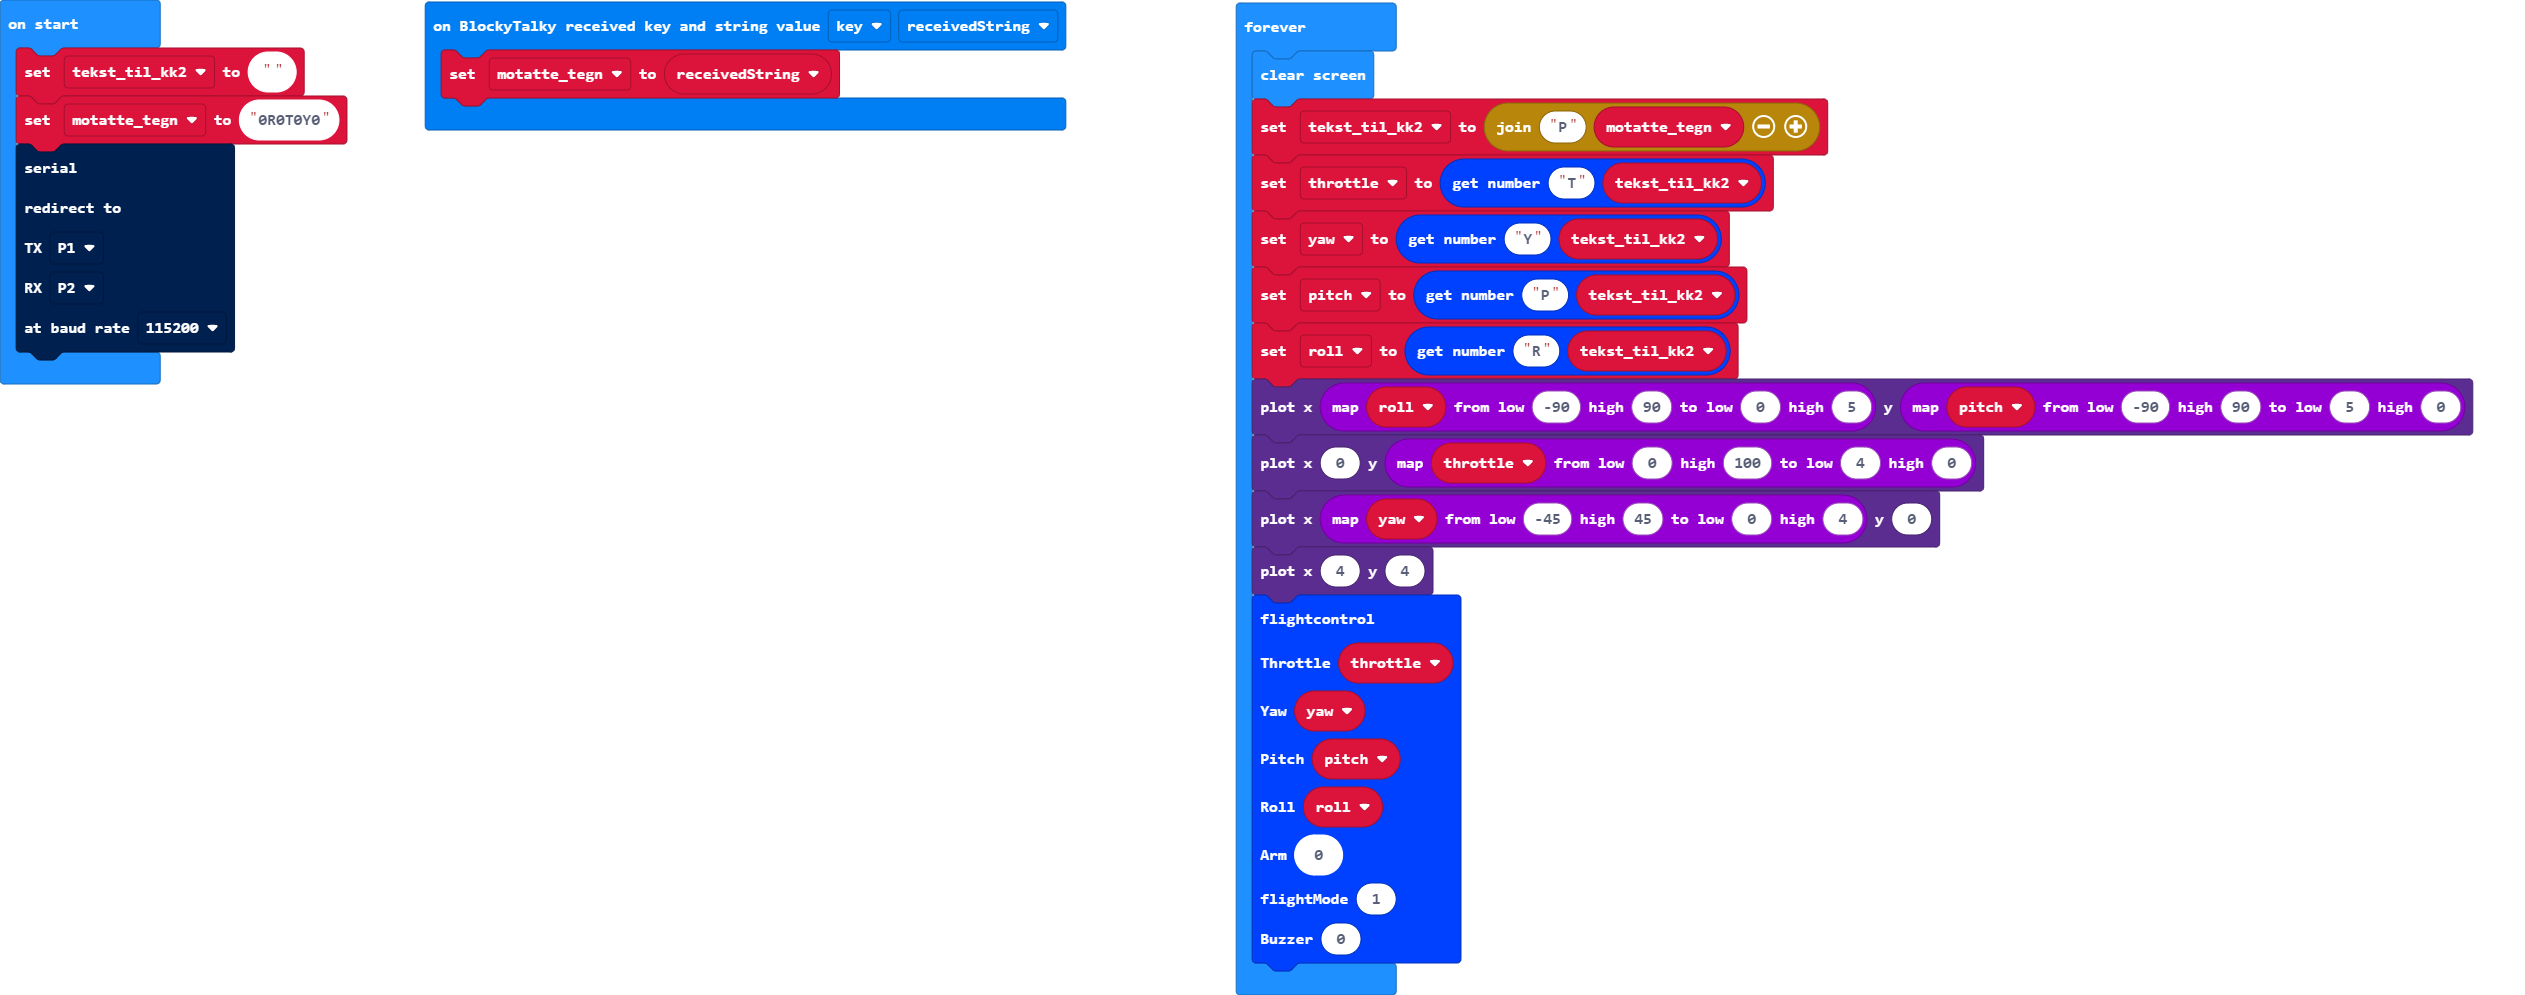 on start
set tekst_til_kk2 to " "
set motatte_tegn to "0R0T0Y0"
serial
redirect to
TX P1
RX P2
at baud rate 115200
on BlockyTalky received key and string value key receivedString
set motatte_tegn to receivedString
forever
clear screen
set tekst_til_kk2 to join "P" motatte_tegn
set throttle to get number "T" tekst_til_kk2
set yaw to get number "Y" tekst_til_kk2
set pitch to get number "P" tekst_til_kk2
set roll to get number "R" tekst_til_kk2
plot x map roll from low -90 high 90 to low 0 high 5 y map pitch from low -90 high 90 to low 5 high 0
plot x 0 y map throttle from low 0 high 100 to low 4 high 0
plot x map yaw from low -45 high 45 to low 0 high 4 y 0
plot x 4 y 4
flightcontrol
Throttle throttle
Yaw yaw
Pitch pitch
Roll roll
Arm 0
flightMode 1
Buzzer 0